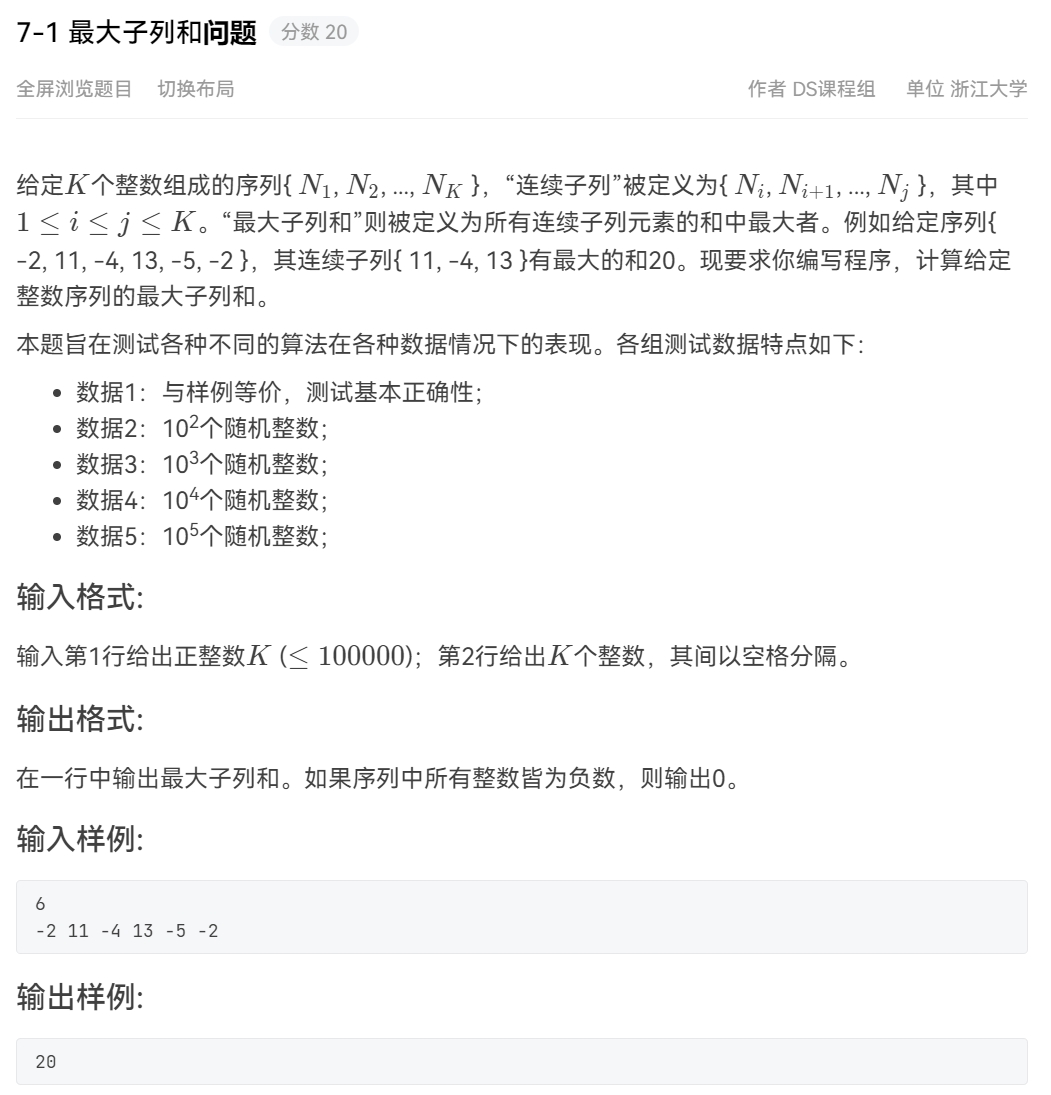 7-1 最大子列和问题 分数 20
全屏浏览题目 切换布局 作者 DS课程组 单位 浙江大学
给定K个整数组成的序列{ N₁, N₂, ..., N_K }，“连续子列”被定义为{ N_i, N_{i+1}, ..., N_j }，其中
1 ≤ i ≤ j ≤ K。“最大子列和”则被定义为所有连续子列元素的和中最大者。例如给定序列{
-2, 11, -4, 13, -5, -2 }，其连续子列{ 11, -4, 13 }有最大的和20。现要求你编写程序，计算给定
整数序列的最大子列和。
本题旨在测试各种不同的算法在各种数据情况下的表现。各组测试数据特点如下：
• 数据1：与样例等价，测试基本正确性；
• 数据2：10²个随机整数；
• 数据3：10³个随机整数；
• 数据4：10⁴个随机整数；
• 数据5：10⁵个随机整数；
输入格式:
输入第1行给出正整数K (≤ 100000)；第2行给出K个整数，其间以空格分隔。
输出格式:
在一行中输出最大子列和。如果序列中所有整数皆为负数，则输出0。
输入样例:
6
-2 11 -4 13 -5 -2
输出样例:
20